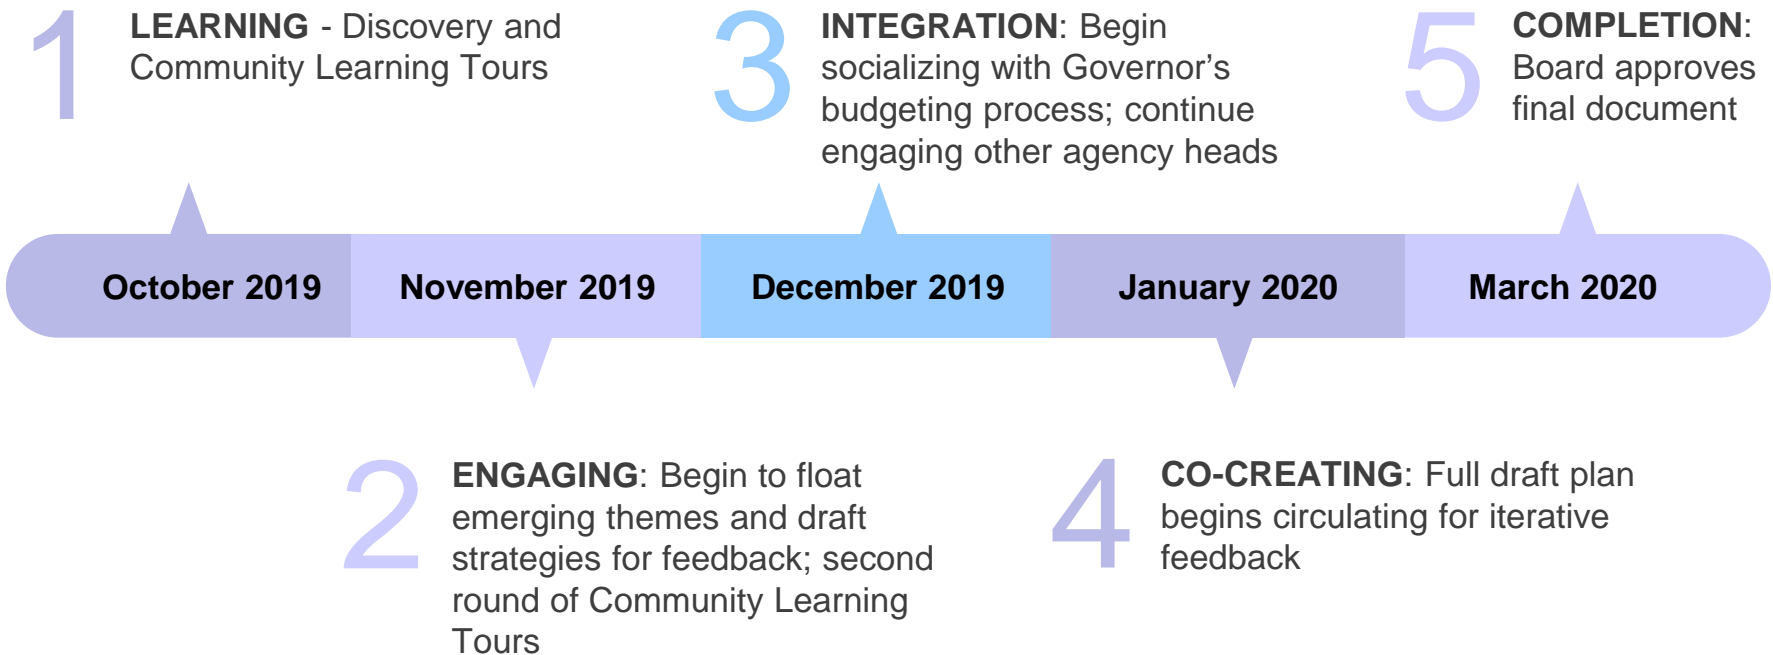 1
LEARNING - Discovery and
Community Learning Tours
3
INTEGRATION: Begin
socializing with Governor’s
budgeting process; continue
engaging other agency heads
5
COMPLETION:
Board approves
final document
October 2019
November 2019
December 2019
January 2020
March 2020
2
ENGAGING: Begin to float
emerging themes and draft
strategies for feedback; second
round of Community Learning
Tours
4
CO-CREATING: Full draft plan
begins circulating for iterative
feedback